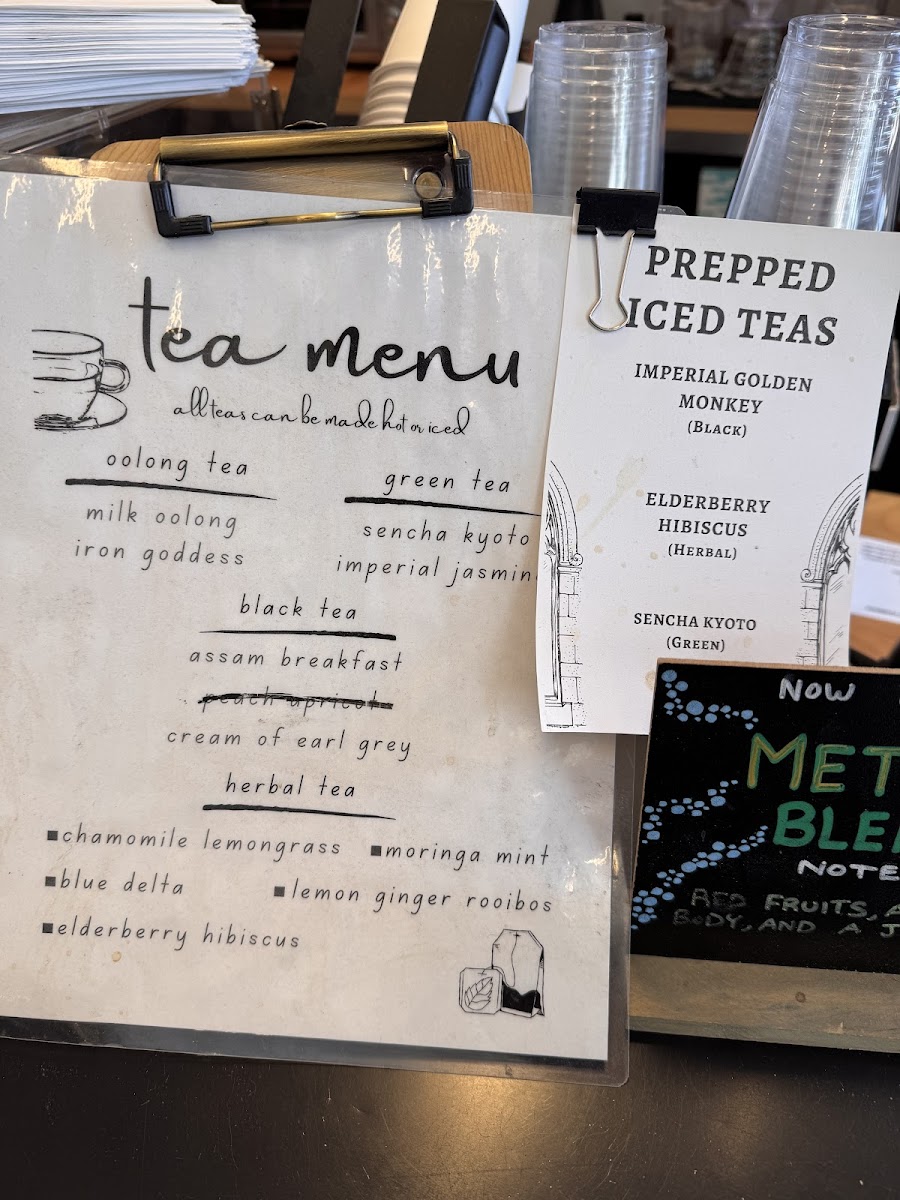 tea menu
all teas can be made hot or iced
oolong tea
milk oolong
iron goddess
green tea
sencha kyoto
imperial jasmin
black tea
assam breakfast
peach apricot
cream of earl grey
herbal tea
■chamomile lemongrass ■moringa mint
■blue delta ■lemon ginger rooibos
■elderberry hibiscus
PREPPED
ICED TEAS
IMPERIAL GOLDEN
MONKEY
(BLACK)
ELDERBERRY
HIBISCUS
(HERBAL)
SENCHA KYOTO
(GREEN)
NOW
MET
BLE
NOTE
RED FRUITS, A
BODY, AND A J